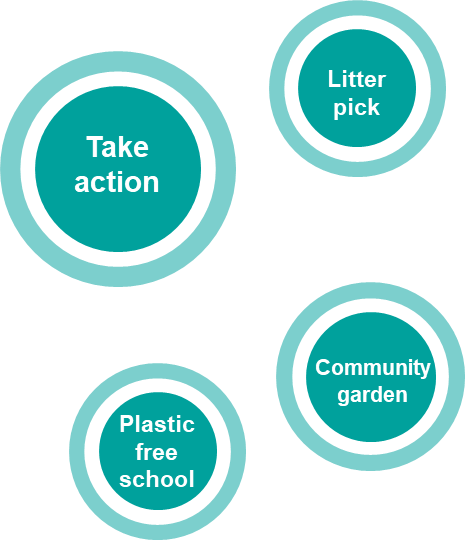 Take
action
Litter
pick
Community
garden
Plastic
free
school